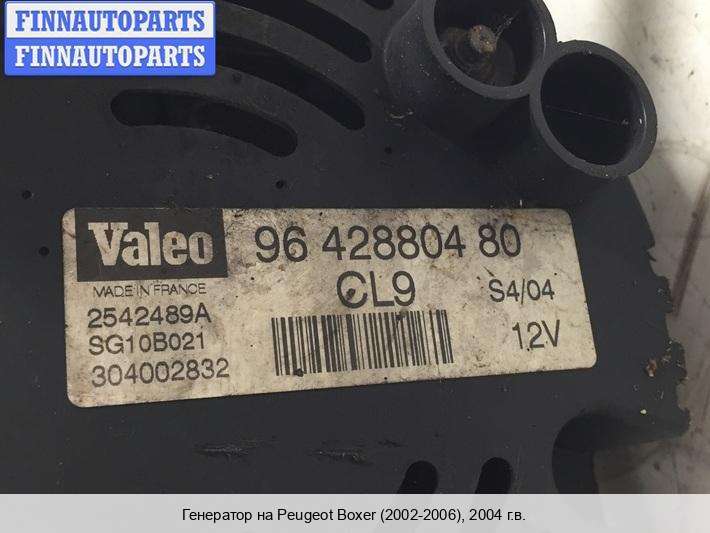 FINNAUTOPARTS
FINNAUTOPARTS
Valeo
MADE IN FRANCE
2542489A
SG10B021
304002832
96 428804 80
CL9
S4/04
12V
Генератор на Peugeot Boxer (2002-2006), 2004 г.в.